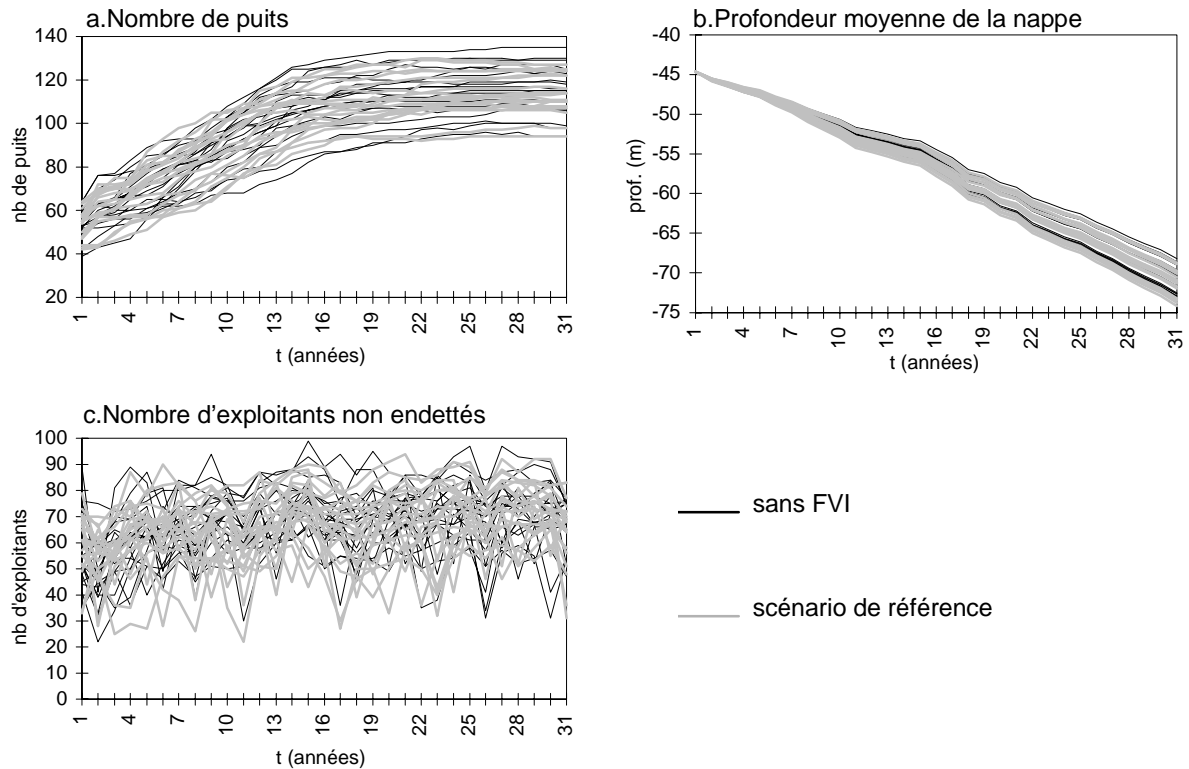 a.Nombre de puits
140
120
100
80
60
40
20
nb de puits
1 4 7 10 13 16 19 22 25 28 31
t (années)
b.Profondeur moyenne de la nappe
-40
-45
-50
-55
-60
-65
-70
-75
prof. (m)
1 4 7 10 13 16 19 22 25 28 31
t (années)
c.Nombre d'exploitants non endettés
100
90
80
70
60
50
40
30
20
10
0
nb d'exploitants
1 4 7 10 13 16 19 22 25 28 31
t (années)
sans FVI
scénario de référence